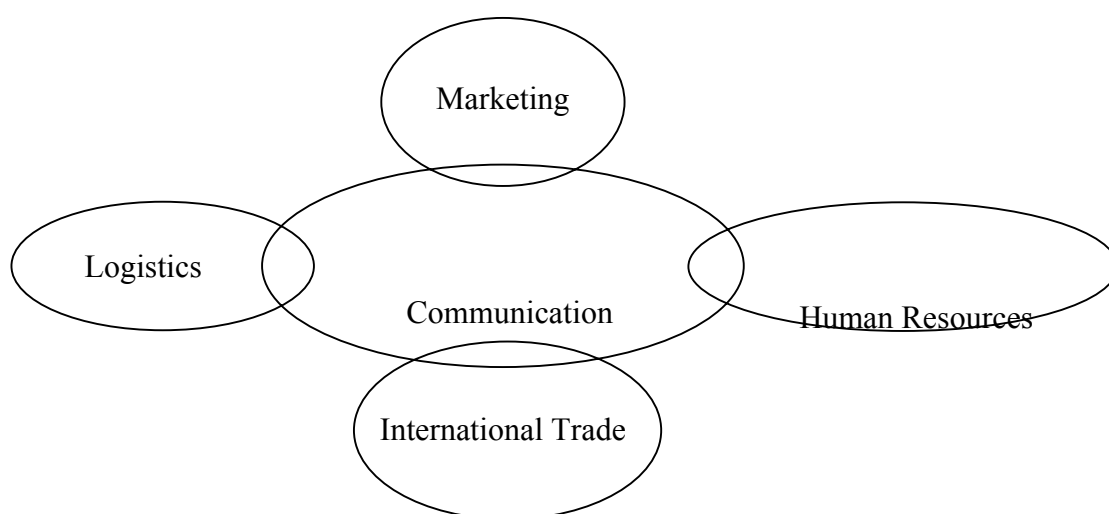 Marketing
Logistics
Communication
Human Resources
International Trade